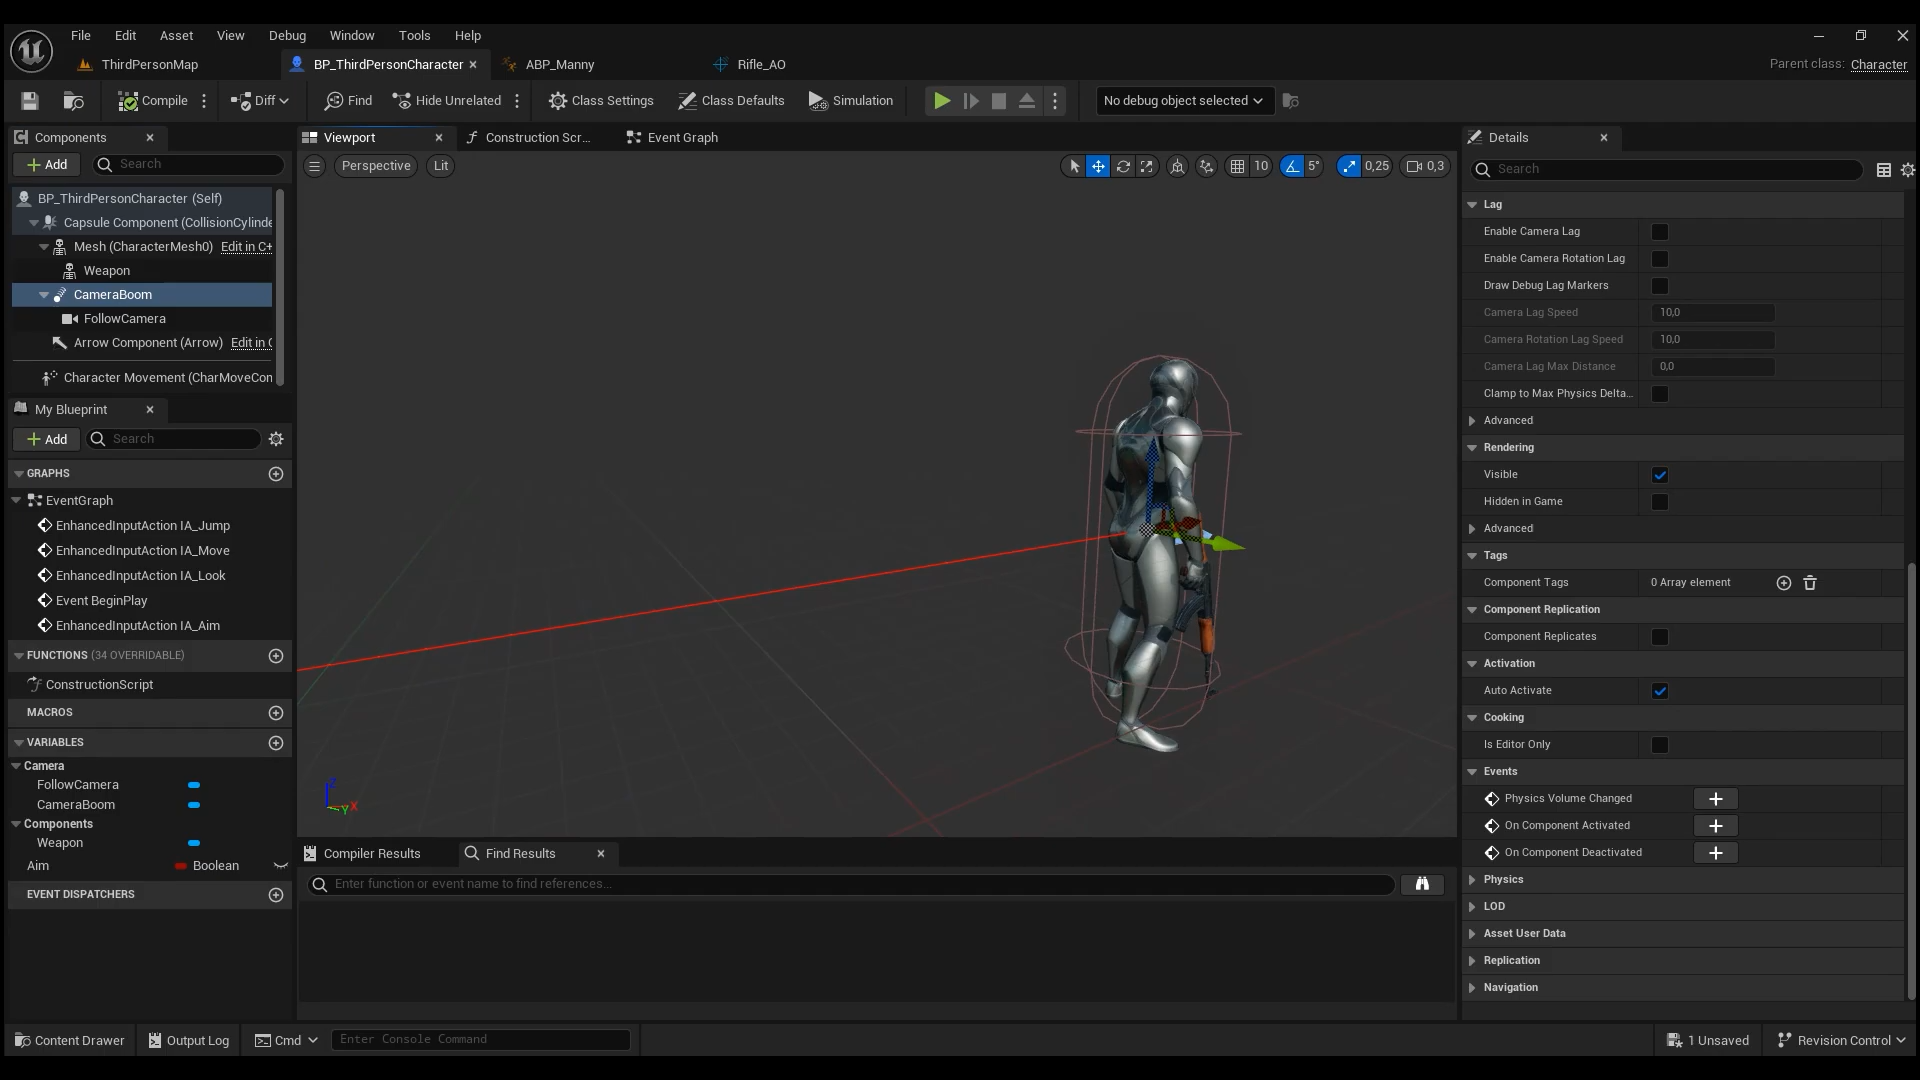 File Edit Asset View Debug Window Tools Help
ThirdPersonMap BP_ThirdPersonCharacter ABP_Manny Rifle_AO Parent class: Character
Compile Diff Find Hide Unrelated Class Settings Class Defaults Simulation No debug object selected
Components
Add Search
BP_ThirdPersonCharacter (Self)
Capsule Component (CollisionCylinde
Mesh (CharacterMesh0) Edit in C+
Weapon
CameraBoom
FollowCamera
Arrow Component (Arrow) Edit in C
Character Movement (CharMoveCon
My Blueprint
Add Search
GRAPHS
EventGraph
EnhancedInputAction IA_Jump
EnhancedInputAction IA_Move
EnhancedInputAction IA_Look
Event BeginPlay
EnhancedInputAction IA_Aim
FUNCTIONS (34 OVERRIDABLE)
ConstructionScript
MACROS
VARIABLES
Camera
FollowCamera
CameraBoom
Components
Weapon
Aim Boolean
EVENT DISPATCHERS
Viewport Construction Scr... Event Graph
Perspective Lit 10 5° 0,25 0,3
Z
Y X
Compiler Results Find Results
Enter function or event name to find references...
Details
Search
Lag
Enable Camera Lag
Enable Camera Rotation Lag
Draw Debug Lag Markers
Camera Lag Speed 10,0
Camera Rotation Lag Speed 10,0
Camera Lag Max Distance 0,0
Clamp to Max Physics Delta...
Advanced
Rendering
Visible
Hidden in Game
Advanced
Tags
Component Tags 0 Array element
Component Replication
Component Replicates
Activation
Auto Activate
Cooking
Is Editor Only
Events
Physics Volume Changed
On Component Activated
On Component Deactivated
Physics
LOD
Asset User Data
Replication
Navigation
Content Drawer Output Log Cmd Enter Console Command 1 Unsaved Revision Control